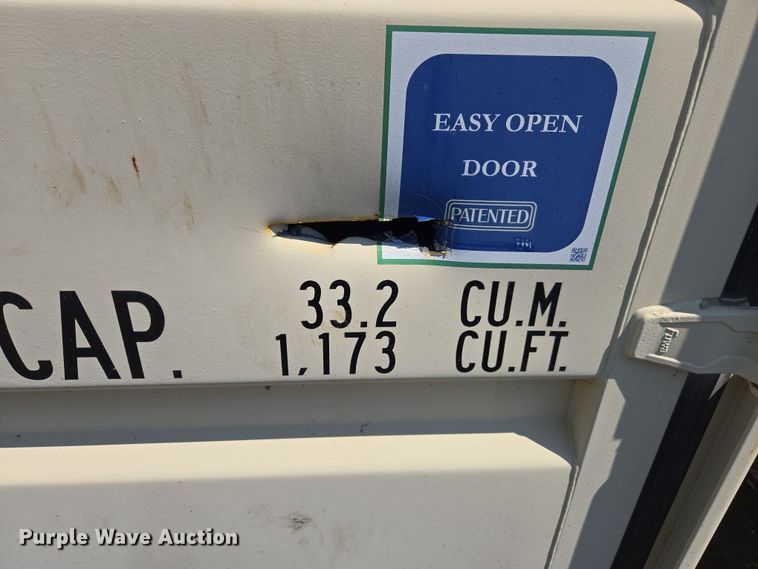 EASY OPEN
DOOR
PATENTED
CAP. 33.2 CU.M.
1,173 CU.FT.
Purple Wave Auction